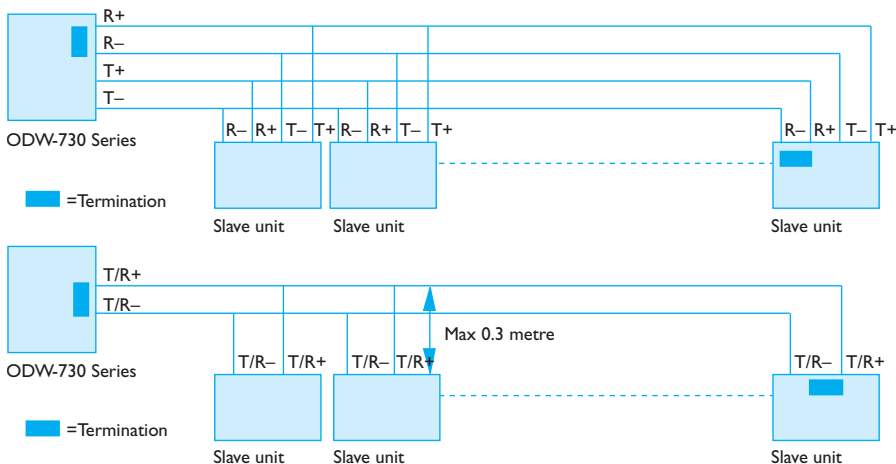 R+
R–
T+
T–
R– R+ T– T+ R– R+ T– T+ R– R+ T– T+
ODW-730 Series
=Termination
Slave unit Slave unit Slave unit
T/R+
T/R–
Max 0.3 metre
T/R– T/R+ T/R– T/R+ T/R– T/R+
ODW-730 Series
=Termination
Slave unit Slave unit Slave unit